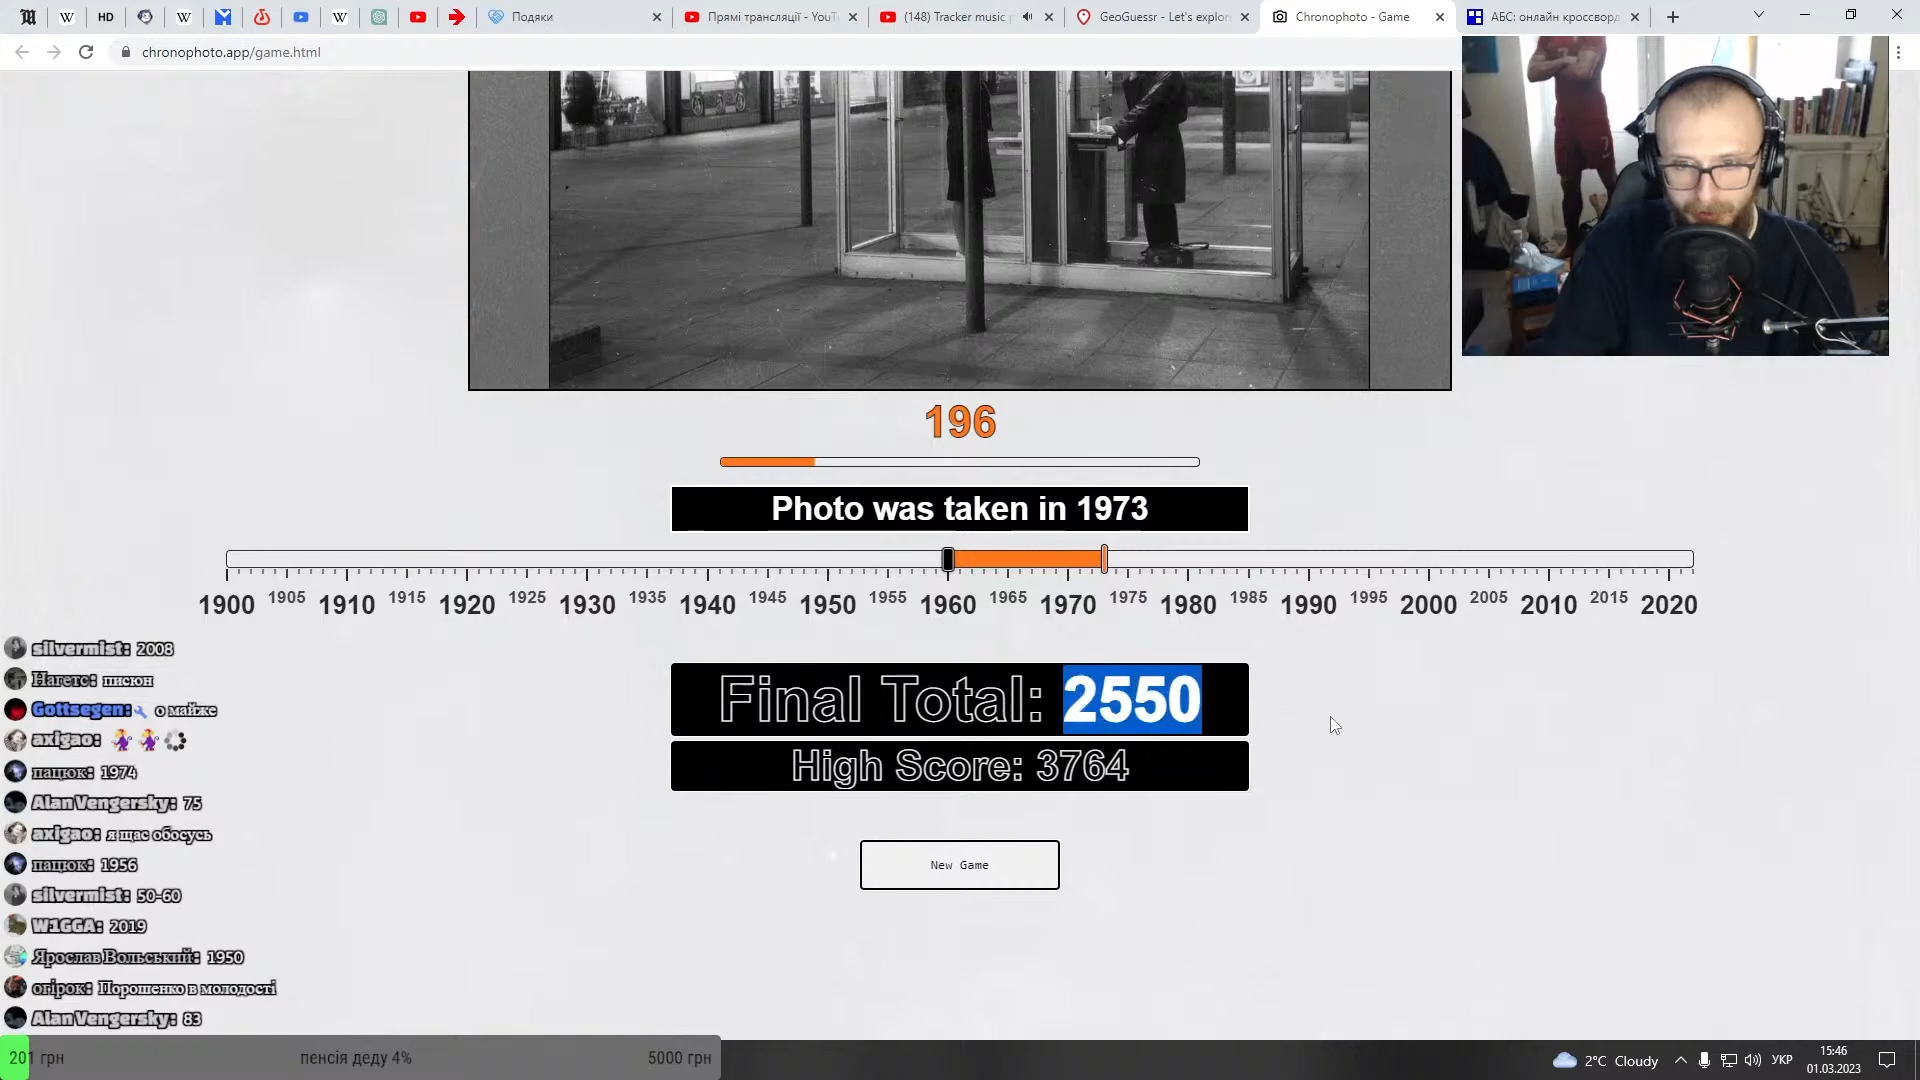 HD
Подяки
Прямі трансляції - YouT
(148) Tracker music
GeoGuessr - Let's explor
Chronophoto - Game
АБС: онлайн кроссворд
chronophoto.app/game.html
196
Photo was taken in 1973
1900 1905 1910 1915 1920 1925 1930 1935 1940 1945 1950 1955 1960 1965 1970 1975 1980 1985 1990 1995 2000 2005 2010 2015 2020
silvermist: 2008
Нагетс: писюн
Gottsegen: о майже
Final Total: 2550
axigao:
High Score: 3764
пацюк: 1974
AlanVengersky: 75
axigao: я щас обосусь
пацюк: 1956
New Game
silvermist: 50-60
W1GGA: 2019
Ярослав Вольський: 1950
огірок: Порошенко в молодості
AlanVengersky: 83
201 грн пенсія деду 4% 5000 грн
2°C Cloudy
УКР
15:46
01.03.2023